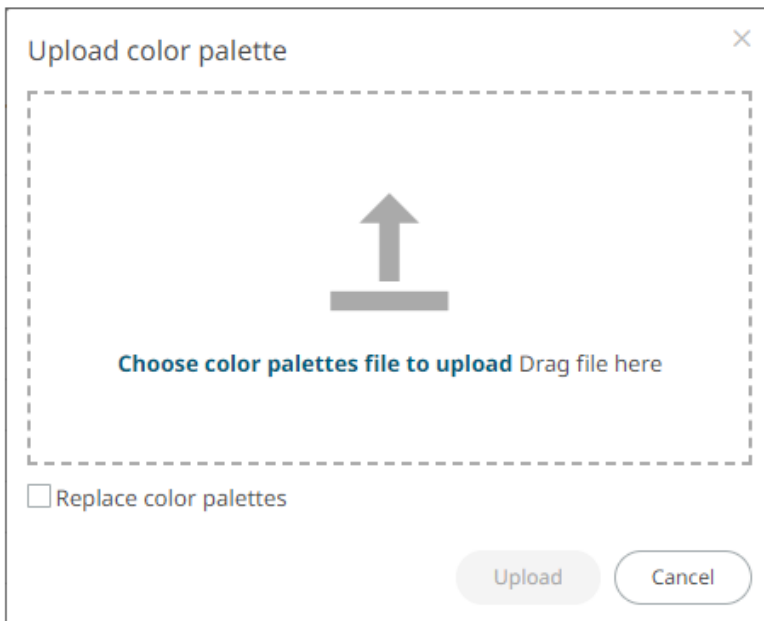 Upload color palette
Choose color palettes file to upload Drag file here
Replace color palettes
Upload
Cancel